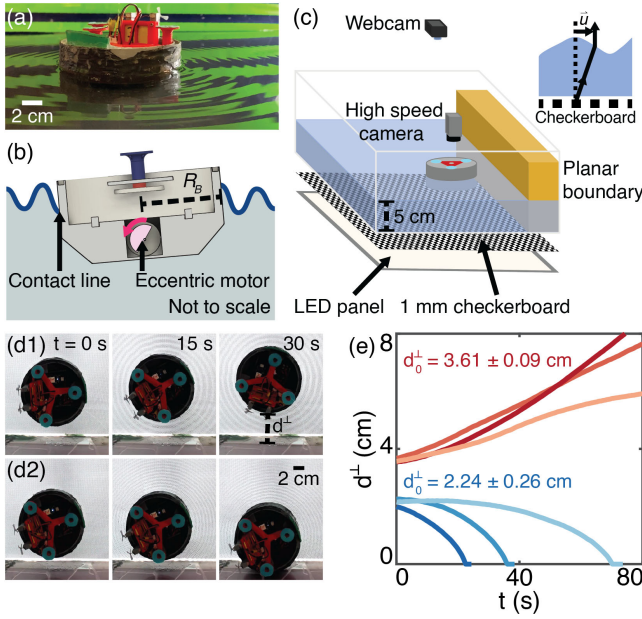 (a)
2 cm
(b)
R_B
Contact line
Eccentric motor
Not to scale
(c)
Webcam
High speed
camera
u⃗
Checkerboard
Planar
boundary
5 cm
LED panel
1 mm checkerboard
(d1)
t = 0 s
15 s
30 s
d⊥
(d2)
2 cm
(e)
8
d₀⊥ = 3.61 ± 0.09 cm
d⊥ (cm)
4
d₀⊥ = 2.24 ± 0.26 cm
0
0
40
80
t (s)